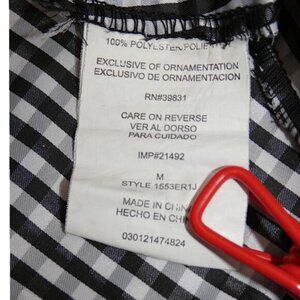 100% POLYESTER/POLIESTER
EXCLUSIVE OF ORNAMENTATION
EXCLUSIVO DE ORNAMENTACION
RN#39831
CARE ON REVERSE
VER AL DORSO
PARA CUIDADO
IMP#21492
M
STYLE 1553ER1J
MADE IN CHINA
HECHO EN CHI
030121474824